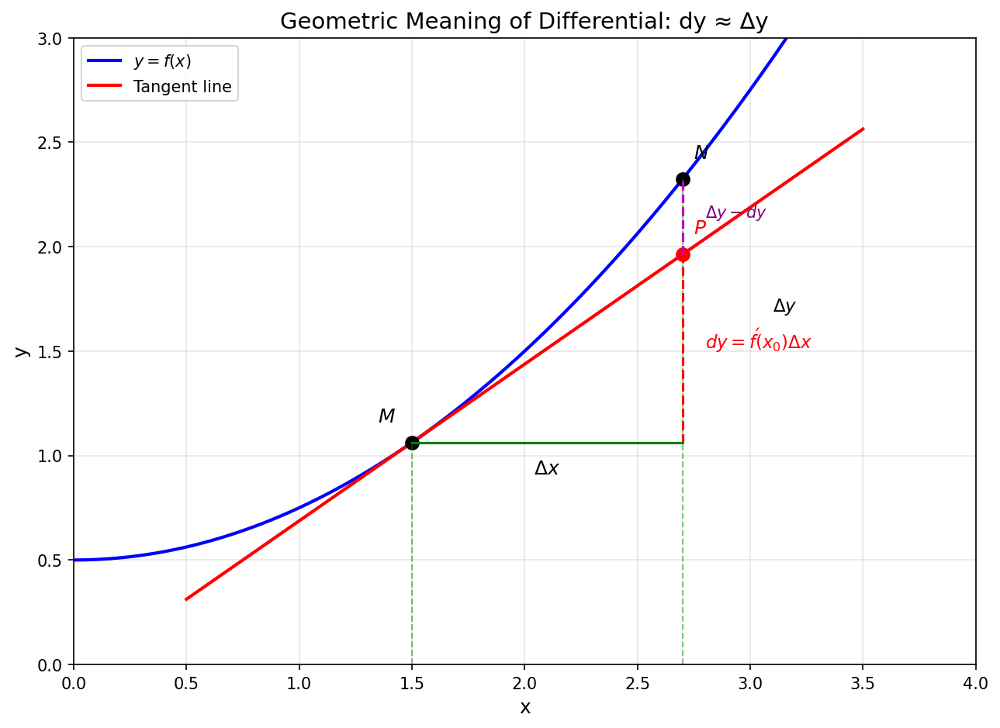 Geometric Meaning of Differential: dy ≈ Δy
y = f(x)
Tangent line
3.0
2.5
2.0
1.5
1.0
0.5
0.0
y
N
Δy − dy
P
Δy
dy = f́(x₀)Δx
M
Δx
0.0 0.5 1.0 1.5 2.0 2.5 3.0 3.5 4.0
x